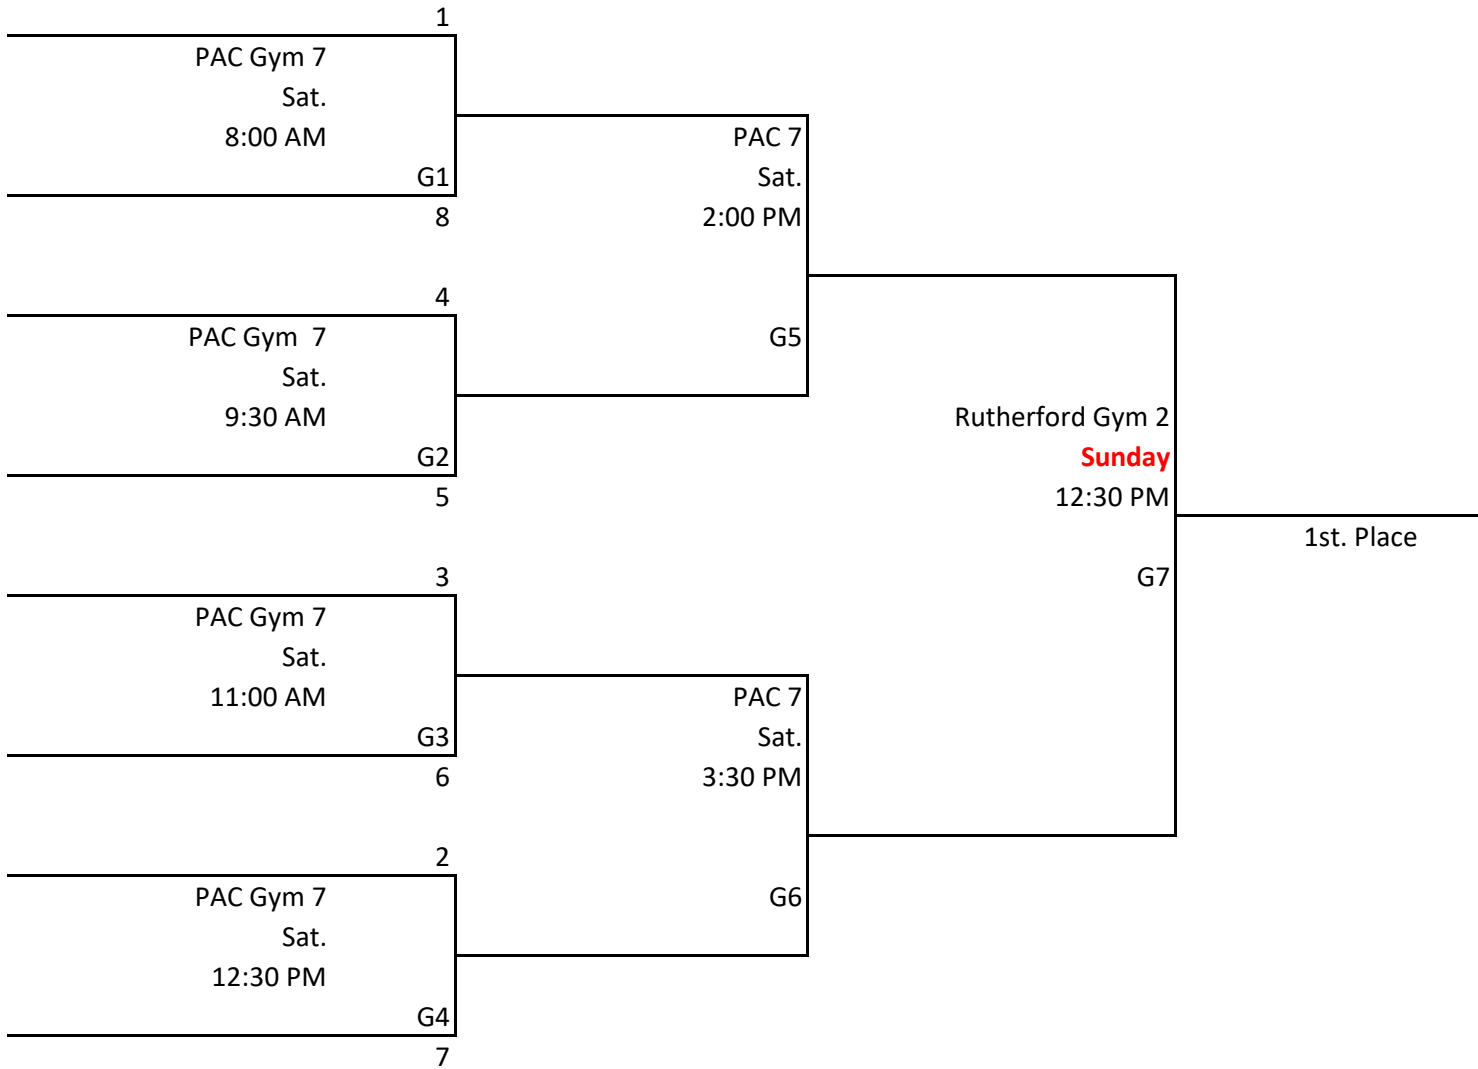 1
PAC Gym 7
Sat.
8:00 AM
G1
8
PAC 7
Sat.
2:00 PM
G5
4
PAC Gym  7
Sat.
9:30 AM
G2
5
Rutherford Gym 2
Sunday
12:30 PM
G7
1st. Place
3
PAC Gym 7
Sat.
11:00 AM
G3
6
PAC 7
Sat.
3:30 PM
G6
2
PAC Gym 7
Sat.
12:30 PM
G4
7